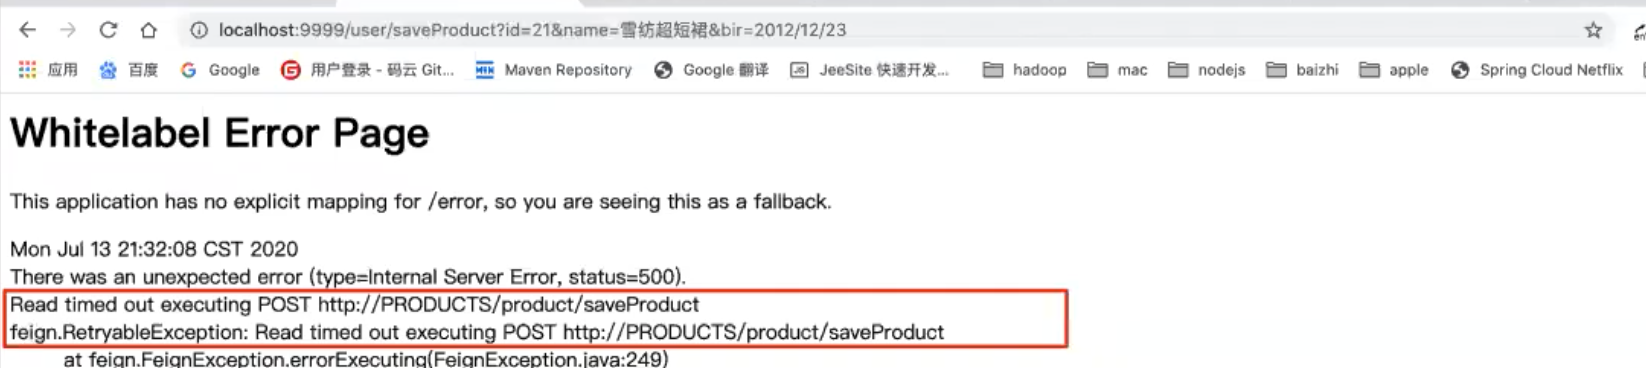 localhost:9999/user/saveProduct?id=21&name=雪纺超短裙&bir=2012/12/23
应用 百度 Google 用户登录 - 码云 Git... Maven Repository Google 翻译 JeeSite 快速开发... hadoop mac nodejs baizhi apple Spring Cloud Netflix
Whitelabel Error Page
This application has no explicit mapping for /error, so you are seeing this as a fallback.
Mon Jul 13 21:32:08 CST 2020
There was an unexpected error (type=Internal Server Error, status=500).
Read timed out executing POST http://PRODUCTS/product/saveProduct
feign.RetryableException: Read timed out executing POST http://PRODUCTS/product/saveProduct
at feign.FeignException.errorExecuting(FeignException.java:249)